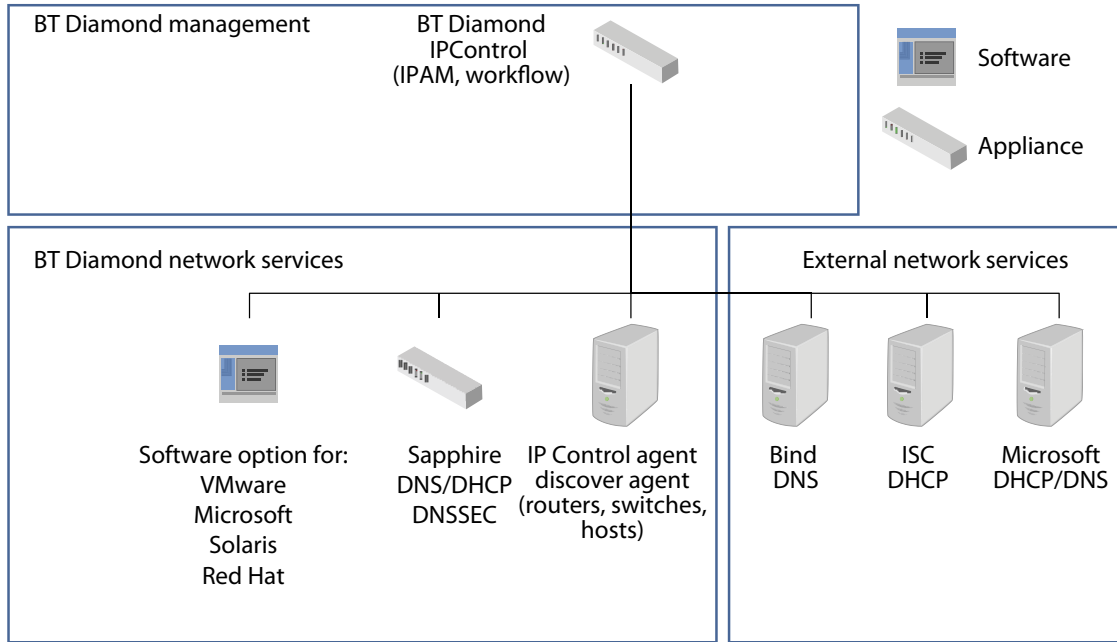 BT Diamond management
BT Diamond
IPControl
(IPAM, workflow)
Software
Appliance
BT Diamond network services
External network services
Software option for:
VMware
Microsoft
Solaris
Red Hat
Sapphire
DNS/DHCP
DNSSEC
IP Control agent
discover agent
(routers, switches,
hosts)
Bind
DNS
ISC
DHCP
Microsoft
DHCP/DNS